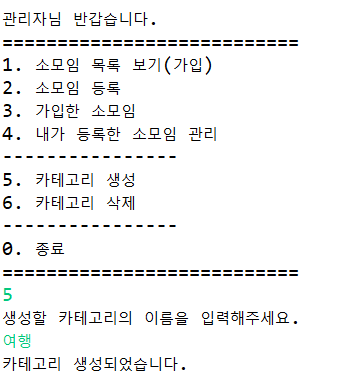 관리자님 반갑습니다.
===========================
1. 소모임 목록 보기(가입)
2. 소모임 등록
3. 가입한 소모임
4. 내가 등록한 소모임 관리
----------------
5. 카테고리 생성
6. 카테고리 삭제
----------------
0. 종료
===========================
5
생성할 카테고리의 이름을 입력해주세요.
여행
카테고리 생성되었습니다.